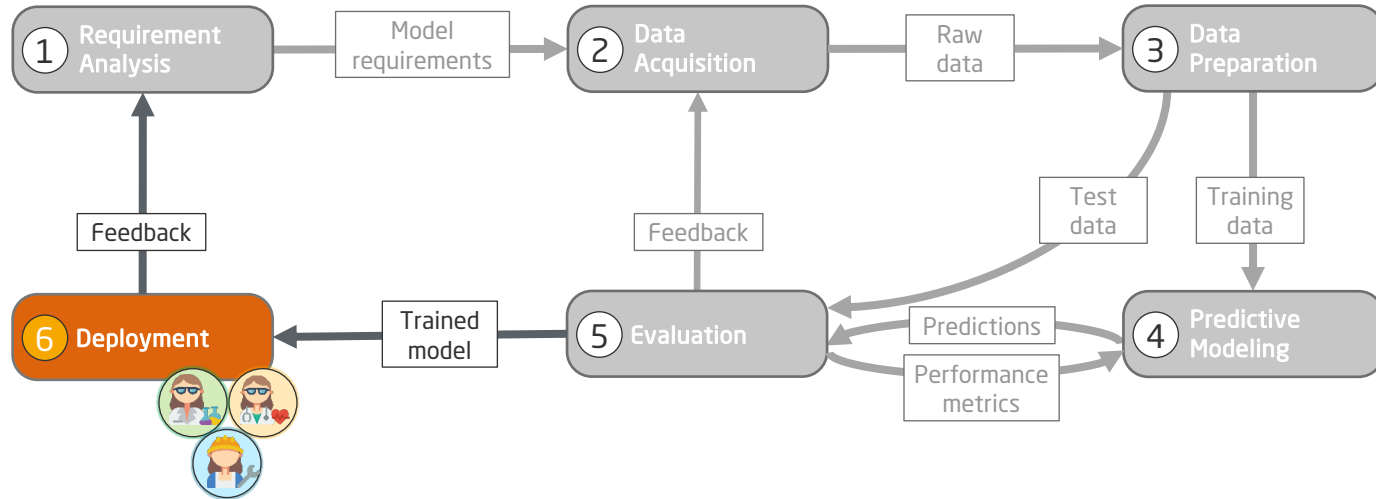 1
Requirement
Analysis
Model
requirements
2
Data
Acquisition
Raw
data
3
Data
Preparation
Feedback
Feedback
Test
data
Training
data
6
Deployment
Trained
model
5
Evaluation
Predictions
Performance
metrics
4
Predictive
Modeling